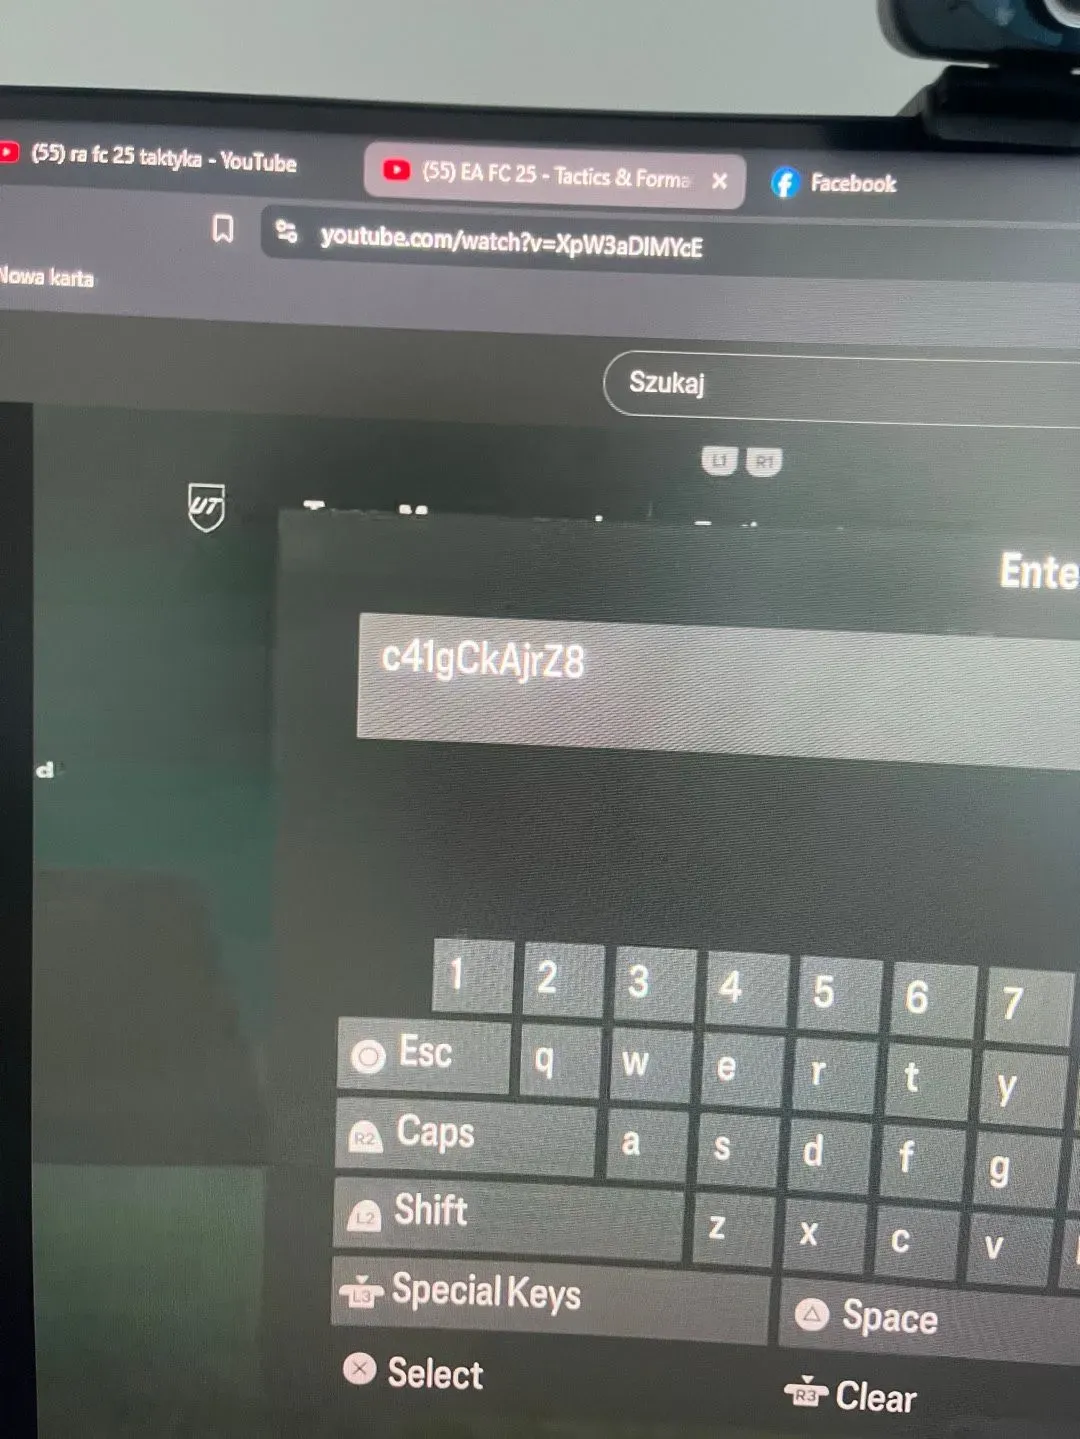 (55) ra fc 25 taktyka - YouTube
(55) EA FC 25 - Tactics & Forma
Facebook
youtube.com/watch?v=XpW3aDIMYcE
Nowa karta
Szukaj
L1 R1
UT
Ente
c41gCkAjrZ8
d
1 2 3 4 5 6 7
Esc q w e r t y
R2 Caps a s d f g
L2 Shift z x c v
L3 Special Keys Space
Select R3 Clear